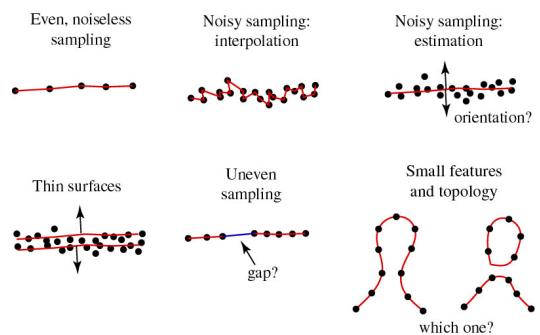 Even, noiseless
sampling
Noisy sampling:
interpolation
Noisy sampling:
estimation
orientation?
Thin surfaces
Uneven
sampling
gap?
Small features
and topology
which one?